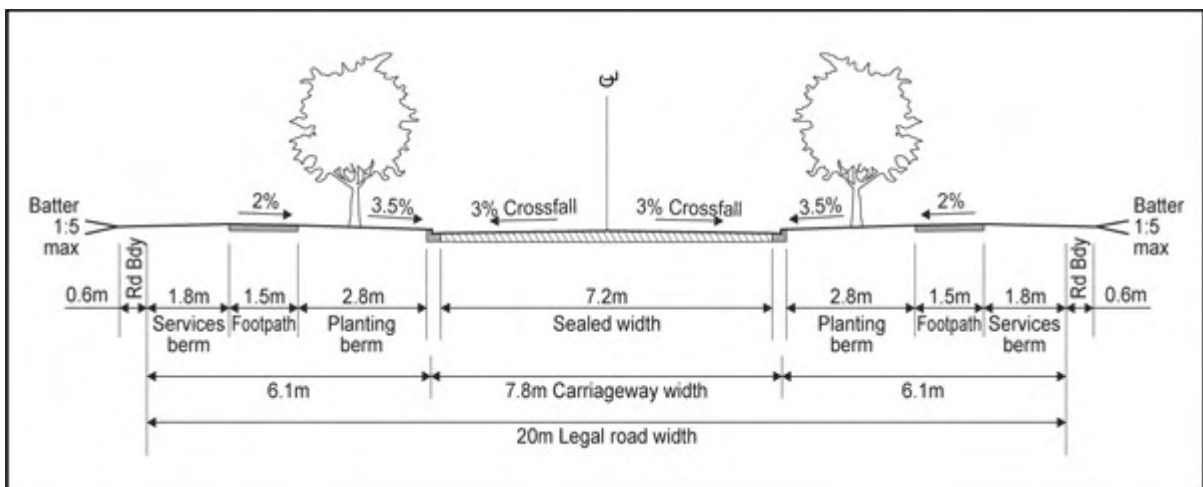 ℄
2%
3.5%
3% Crossfall
3% Crossfall
3.5%
2%
Batter
1:5
max
Batter
1:5
max
Rd Bdy
Rd Bdy
0.6m
1.8m
1.5m
2.8m
7.2m
2.8m
1.5m
1.8m
0.6m
Services
berm
Footpath
Planting
berm
Sealed width
Planting
berm
Footpath
Services
berm
6.1m
7.8m Carriageway width
6.1m
20m Legal road width